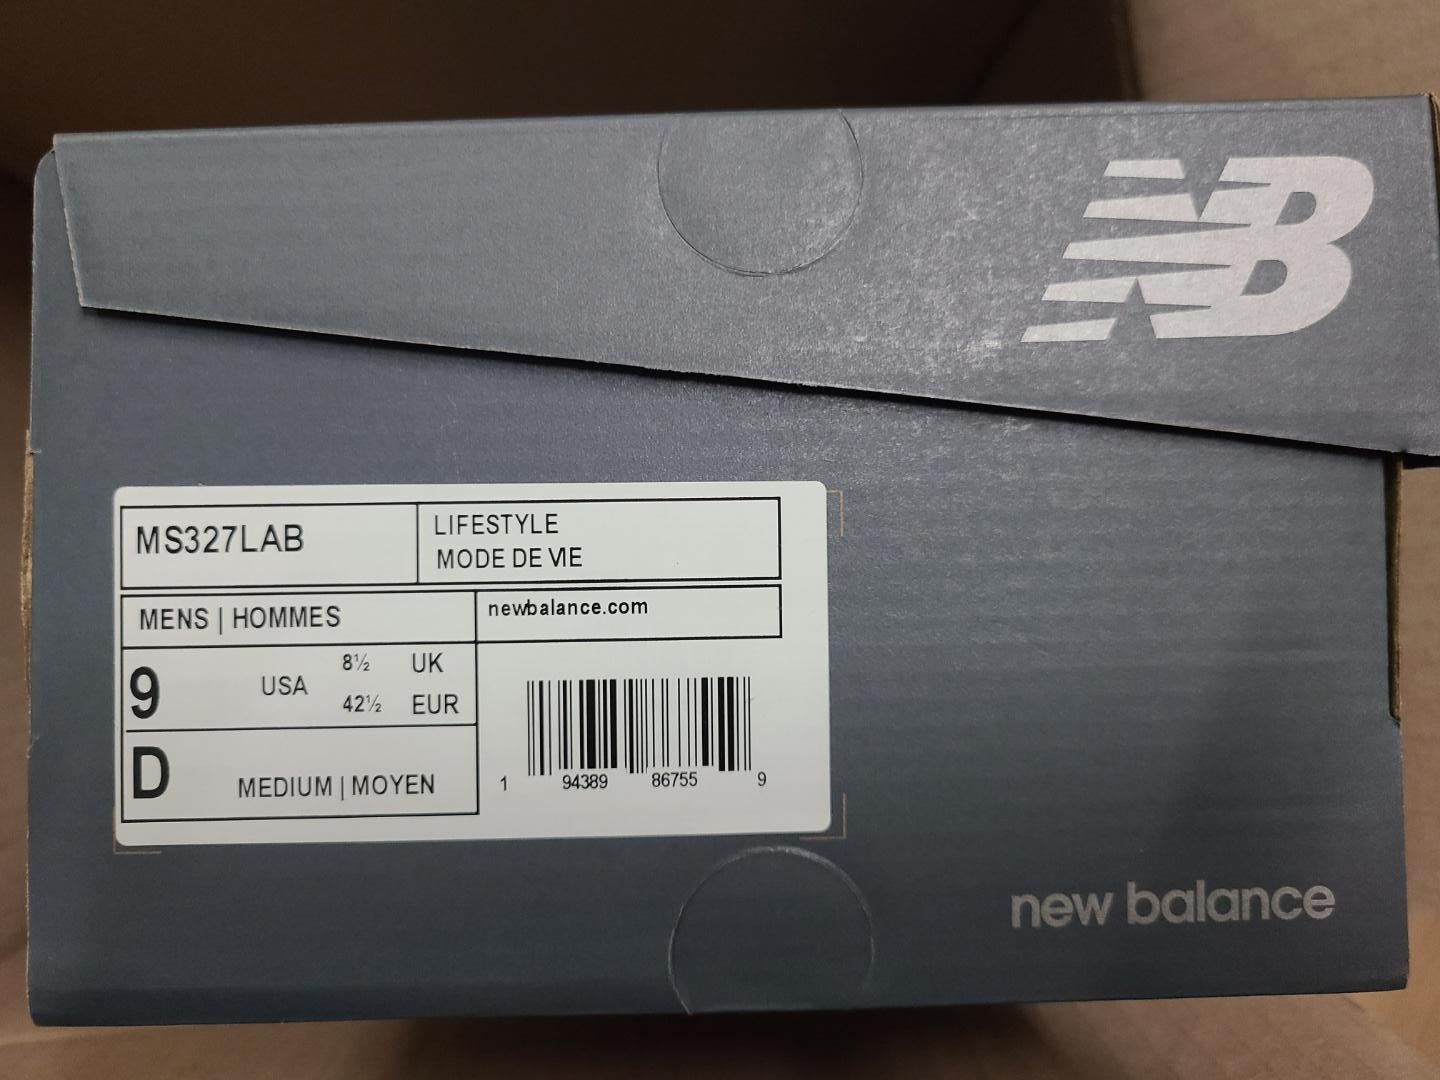 NB
MS327LAB
LIFESTYLE
MODE DE VIE
MENS | HOMMES
newbalance.com
9
USA
8½ UK
42½ EUR
D
MEDIUM | MOYEN
1 94389 86755 9
new balance